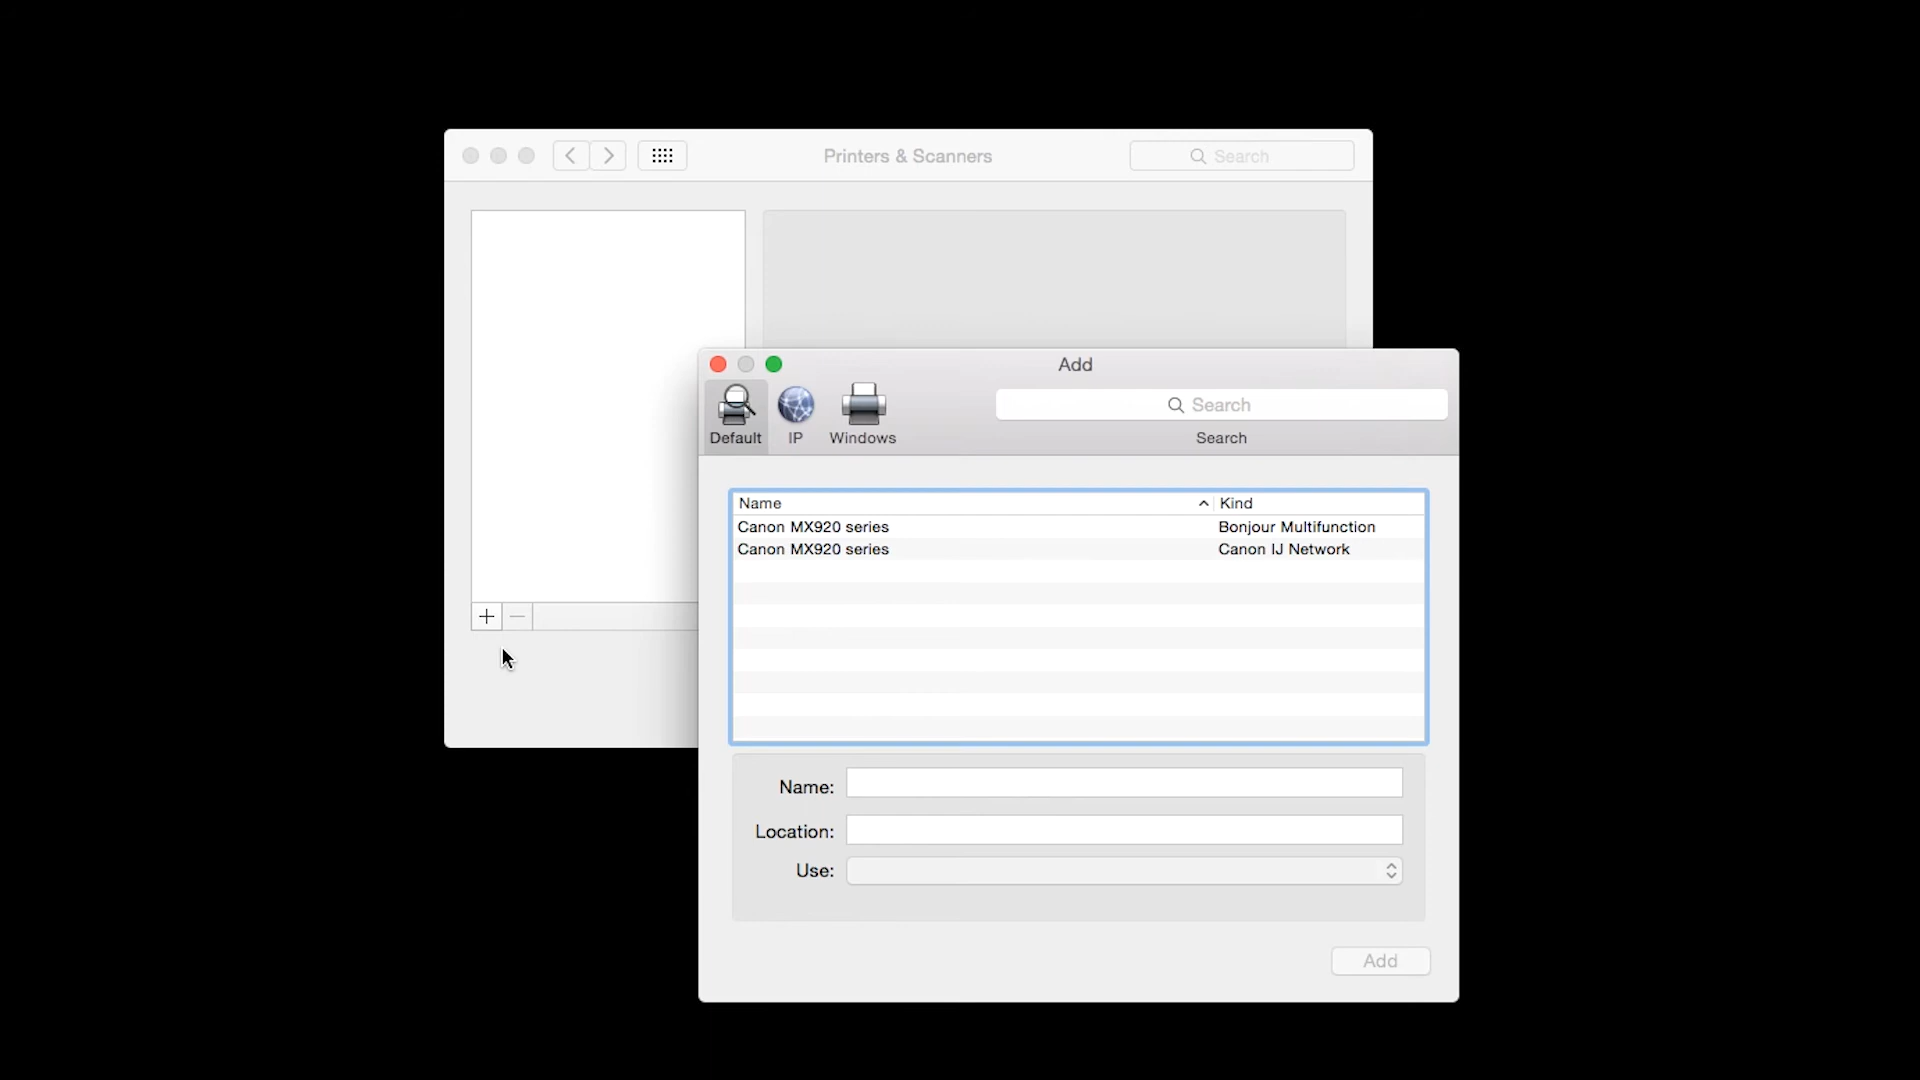 Printers & Scanners
Search
Add
Default
IP
Windows
Search
Search
Name
Kind
Canon MX920 series
Bonjour Multifunction
Canon MX920 series
Canon IJ Network
Name:
Location:
Use:
Add